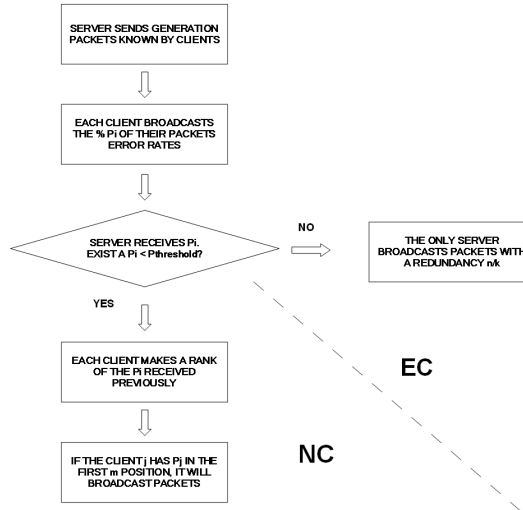 SERVER SENDS GENERATION
PACKETS KNOWN BY CLIENTS
EACH CLIENT BROADCASTS
THE % Pi OF THEIR PACKETS
ERROR RATES
SERVER RECEIVES Pi.
EXIST A Pi < Pthreshold?
NO
THE ONLY SERVER
BROADCASTS PACKETS WITH
A REDUNDANCY n/k
YES
EACH CLIENT MAKES A RANK
OF THE Pi RECEIVED
PREVIOUSLY
EC
IF THE CLIENT j HAS Pj IN THE
FIRST m POSITION, IT WILL
BROADCAST PACKETS
NC